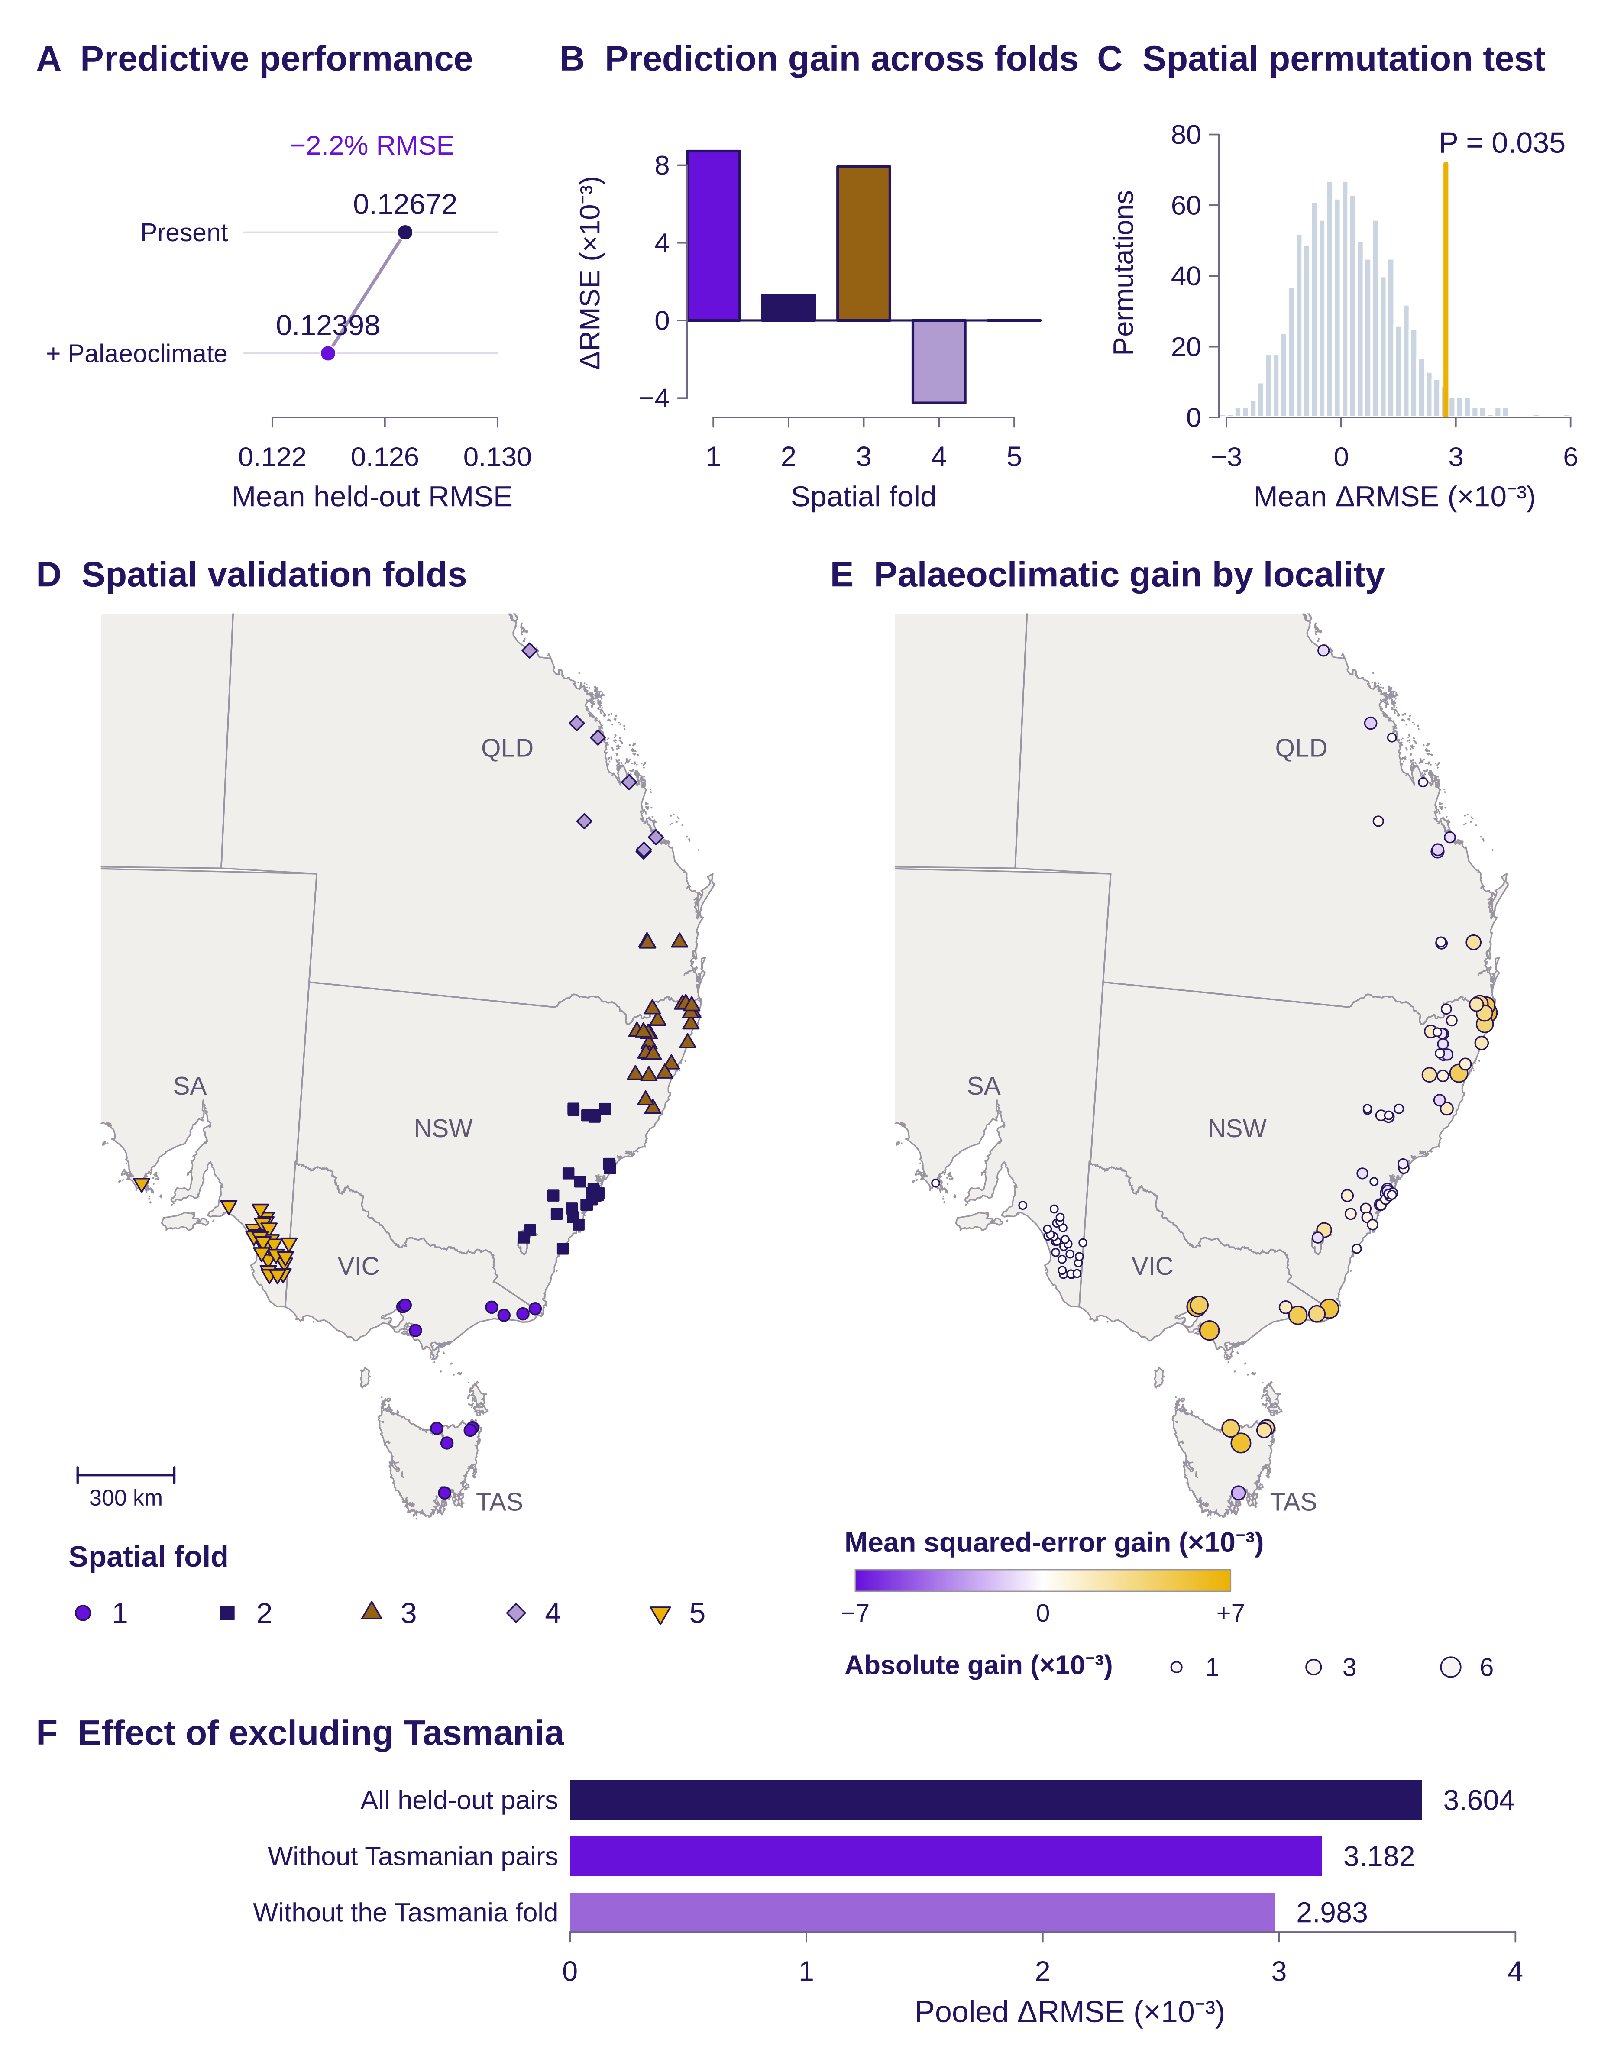 A Predictive performance
−2.2% RMSE
0.12672
Present
0.12398
+ Palaeoclimate
0.122 0.126 0.130
Mean held-out RMSE
B Prediction gain across folds
ΔRMSE (×10⁻³)
8
4
0
−4
1 2 3 4 5
Spatial fold
C Spatial permutation test
P = 0.035
Permutations
80
60
40
20
0
−3 0 3 6
Mean ΔRMSE (×10⁻³)
D Spatial validation folds
QLD
SA
NSW
VIC
TAS
300 km
Spatial fold
1 2 3 4 5
E Palaeoclimatic gain by locality
QLD
SA
NSW
VIC
TAS
Mean squared-error gain (×10⁻³)
−7 0 +7
Absolute gain (×10⁻³) 1 3 6
F Effect of excluding Tasmania
All held-out pairs 3.604
Without Tasmanian pairs 3.182
Without the Tasmania fold 2.983
0 1 2 3 4
Pooled ΔRMSE (×10⁻³)